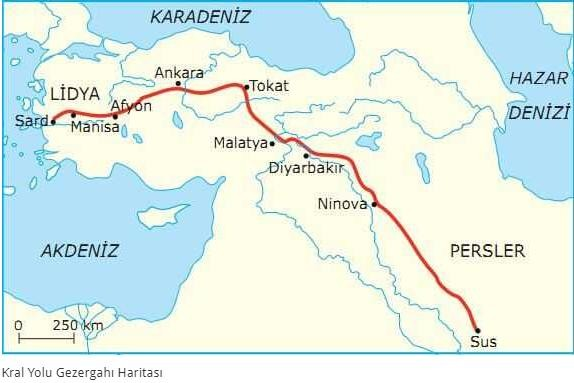 KARADENİZ
HAZAR
DENİZİ
Ankara
Tokat
LİDYA
Afyon
Sard
Manisa
Malatya
Diyarbakır
Ninova
AKDENİZ
PERSLER
0 250 km
Sus
Kral Yolu Gezergahı Haritası